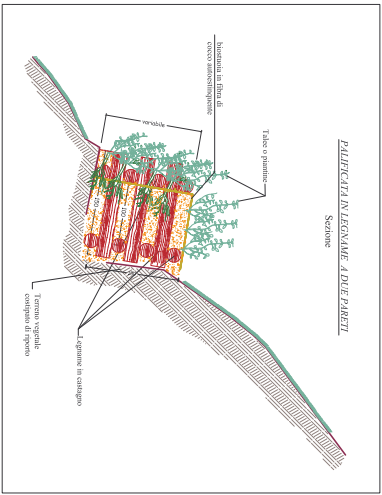 PALIFICATA IN LEGNAME A DUE PARETI
Sezione
Talee o piantine
biostuoia in fibra di
cocco autoestinguente
variabile
Legname in castagno
Terreno vegetale
costipato di riporto